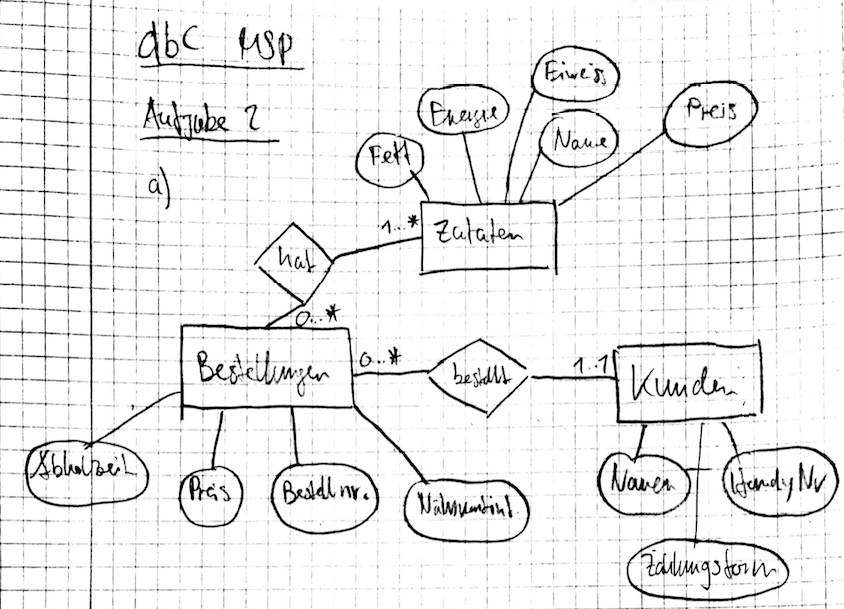 dbC MSP
Aufgabe 2
a)
Fett
Energie
Eiweiss
Name
Preis
Zutaten
1...*
hat
0...*
Bestellungen
0...*
bestellt
1..1
Kunden
Abholzeit
Preis
Bestellnr.
Namen
HandyNr
Zahlungsform